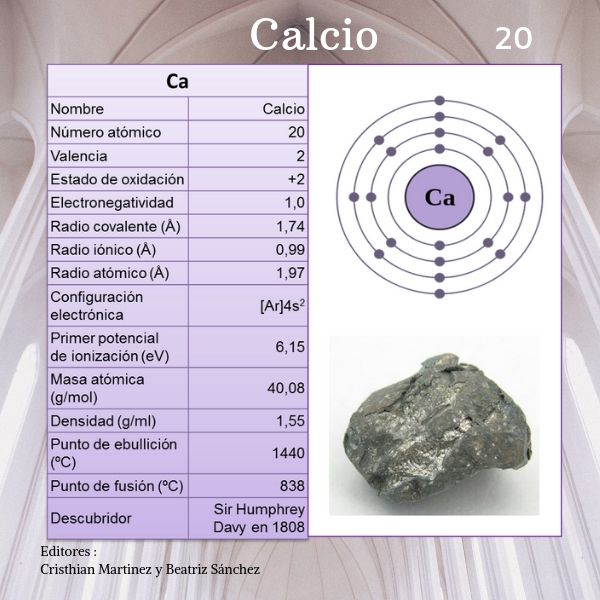 Calcio 20
Ca
Nombre Calcio
Número atómico 20
Valencia 2
Estado de oxidación +2
Electronegatividad 1,0
Radio covalente (Å) 1,74
Radio iónico (Å) 0,99
Radio atómico (Å) 1,97
Configuración
electrónica [Ar]4s²
Primer potencial
de ionización (eV) 6,15
Masa atómica
(g/mol) 40,08
Densidad (g/ml) 1,55
Punto de ebullición
(ºC) 1440
Punto de fusión (ºC) 838
Descubridor Sir Humphrey
Davy en 1808
Ca
Editores :
Cristhian Martinez y Beatriz Sánchez